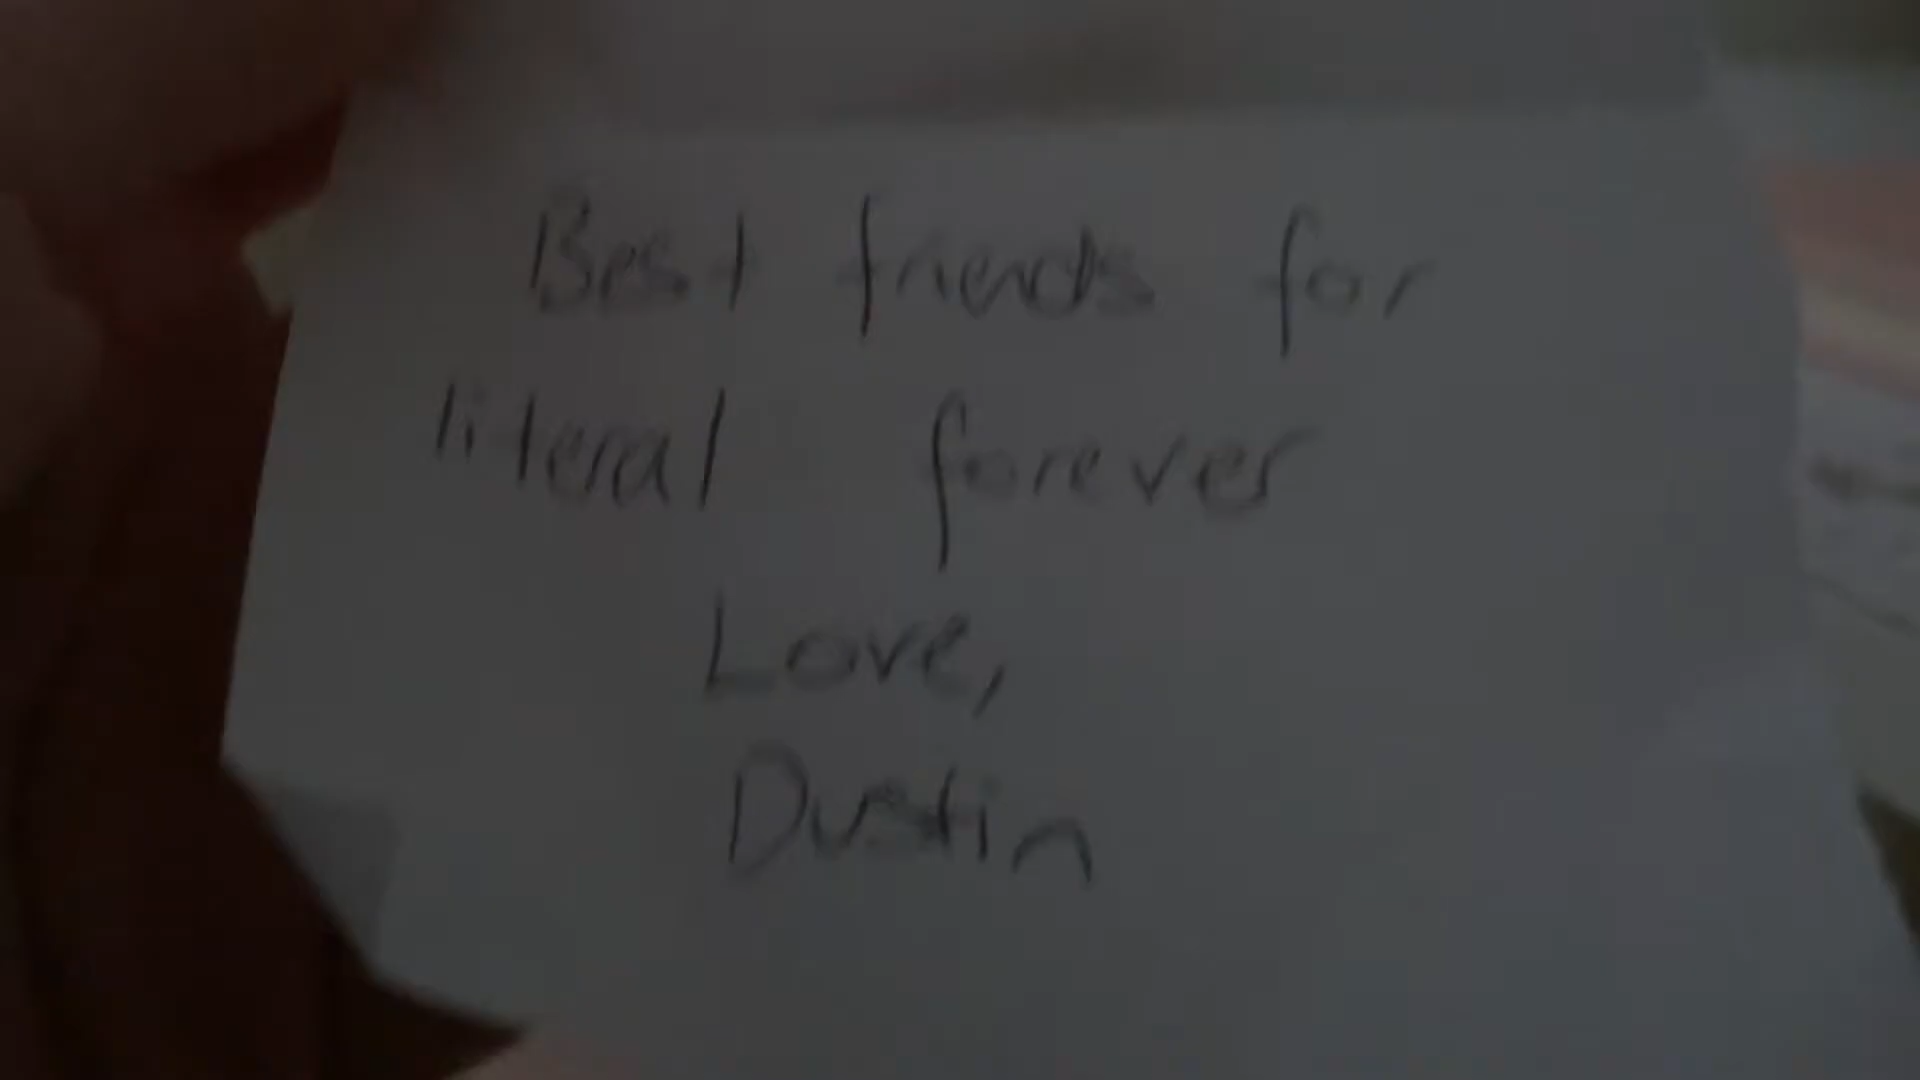 Best friends for
literal forever
Love,
Dustin